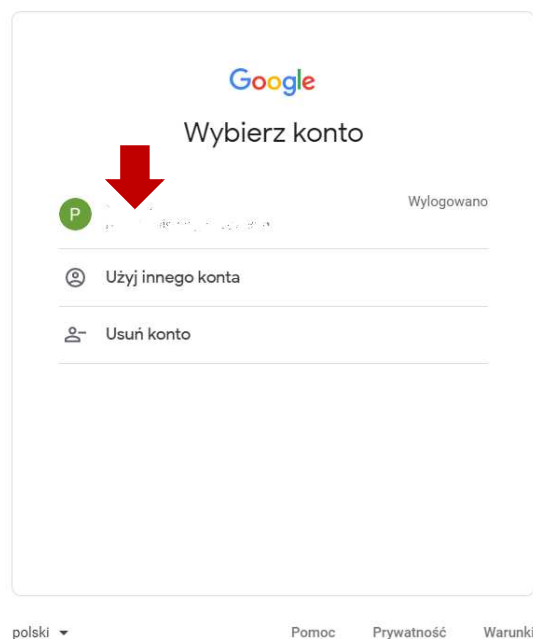 Google
Wybierz konto
P
Wylogowano
Użyj innego konta
Usuń konto
polski
Pomoc Prywatność Warunki